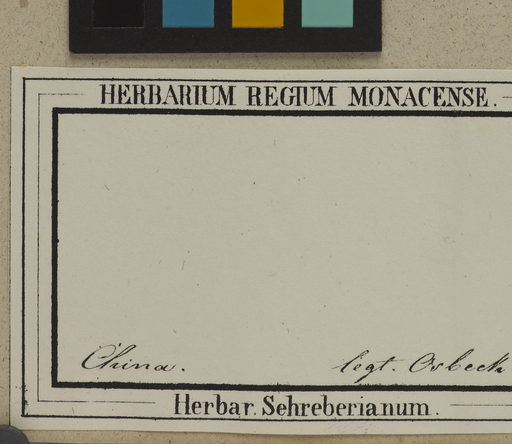 HERBARIUM REGIUM MONACENSE.
China. legt. Osbeck
Herbar. Schreberianum.